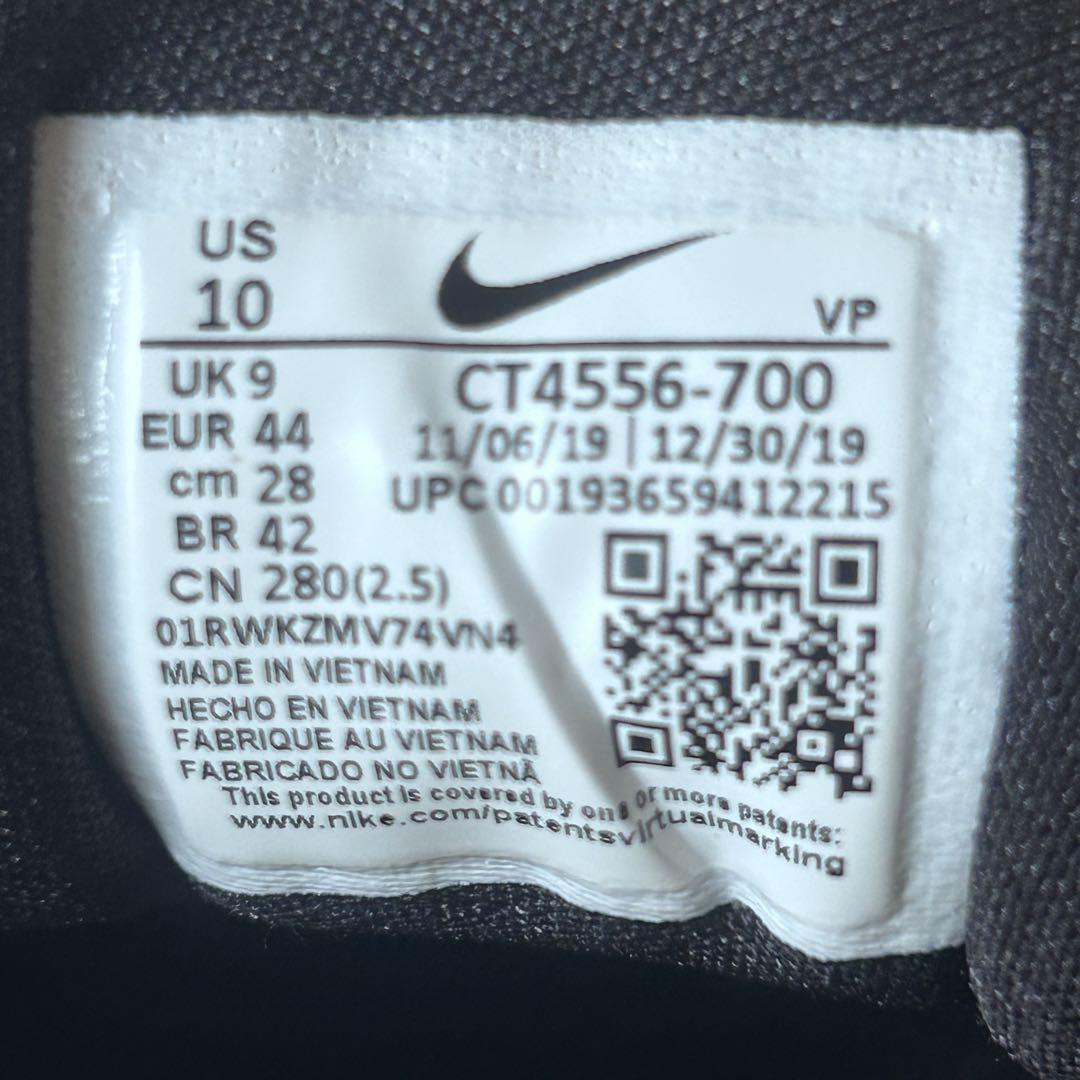 US
10
VP
UK 9
CT4556-700
EUR 44
11/06/19 | 12/30/19
cm 28
UPC 00193659412215
BR 42
CN 280(2.5)
01RWKZMV74VN4
MADE IN VIETNAM
HECHO EN VIETNAM
FABRIQUE AU VIETNAM
FABRICADO NO VIETNÃ
This product is covered by one or more patents:
www.nike.com/patentsvirtualmarking